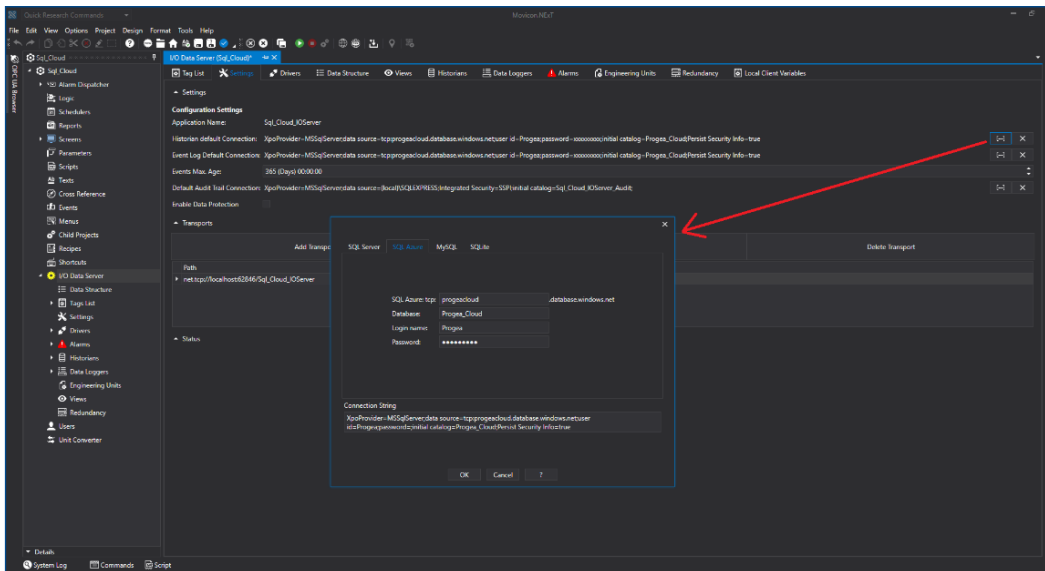 Quick Research Commands
Movicon.NExT
File Edit View Options Project Design Format Tools Help
OPC UA Browser
Sql_Cloud
I/O Data Server (Sql_Cloud)*
Sql_Cloud
Alarm Dispatcher
Logic
Schedulers
Reports
Screens
Parameters
Scripts
Texts
Cross Reference
Events
Menus
Child Projects
Recipes
Shortcuts
I/O Data Server
Data Structure
Tags List
Settings
Drivers
Alarms
Historians
Data Loggers
Engineering Units
Views
Redundancy
Users
Unit Converter
Details
Tag List Settings Drivers Data Structure Views Historians Data Loggers Alarms Engineering Units Redundancy Local Client Variables
Settings
Configuration Settings
Application Name: Sql_Cloud_IOServer
Historian default Connection: XpoProvider=MSSqlServer;data source=tcp:progeacloud.database.windows.net;user id=Progea;password=xxxxxxxxx;initial catalog=Progea_Cloud;Persist Security Info=true
Event Log Default Connection: XpoProvider=MSSqlServer;data source=tcp:progeacloud.database.windows.net;user id=Progea;password=xxxxxxxxx;initial catalog=Progea_Cloud;Persist Security Info=true
Events Max. Age: 365 (Days) 00:00:00
Default Audit Trail Connection: XpoProvider=MSSqlServer;data source=(local)\SQLEXPRESS;Integrated Security=SSPI;initial catalog=Sql_Cloud_IOServer_Audit;
Enable Data Protection
Transports
Add Transpo
Delete Transport
Path
net.tcp://localhost:62846/Sql_Cloud_IOServer
Status
SQL Server SQL Azure MySQL SQLite
SQL Azure: tcp: progeacloud .database.windows.net
Database: Progea_Cloud
Login name: Progea
Password: •••••••••
Connection String
XpoProvider=MSSqlServer;data source=tcp:progeacloud.database.windows.net;user
id=Progea;password=;initial catalog=Progea_Cloud;Persist Security Info=true
OK Cancel ?
System Log Commands Script